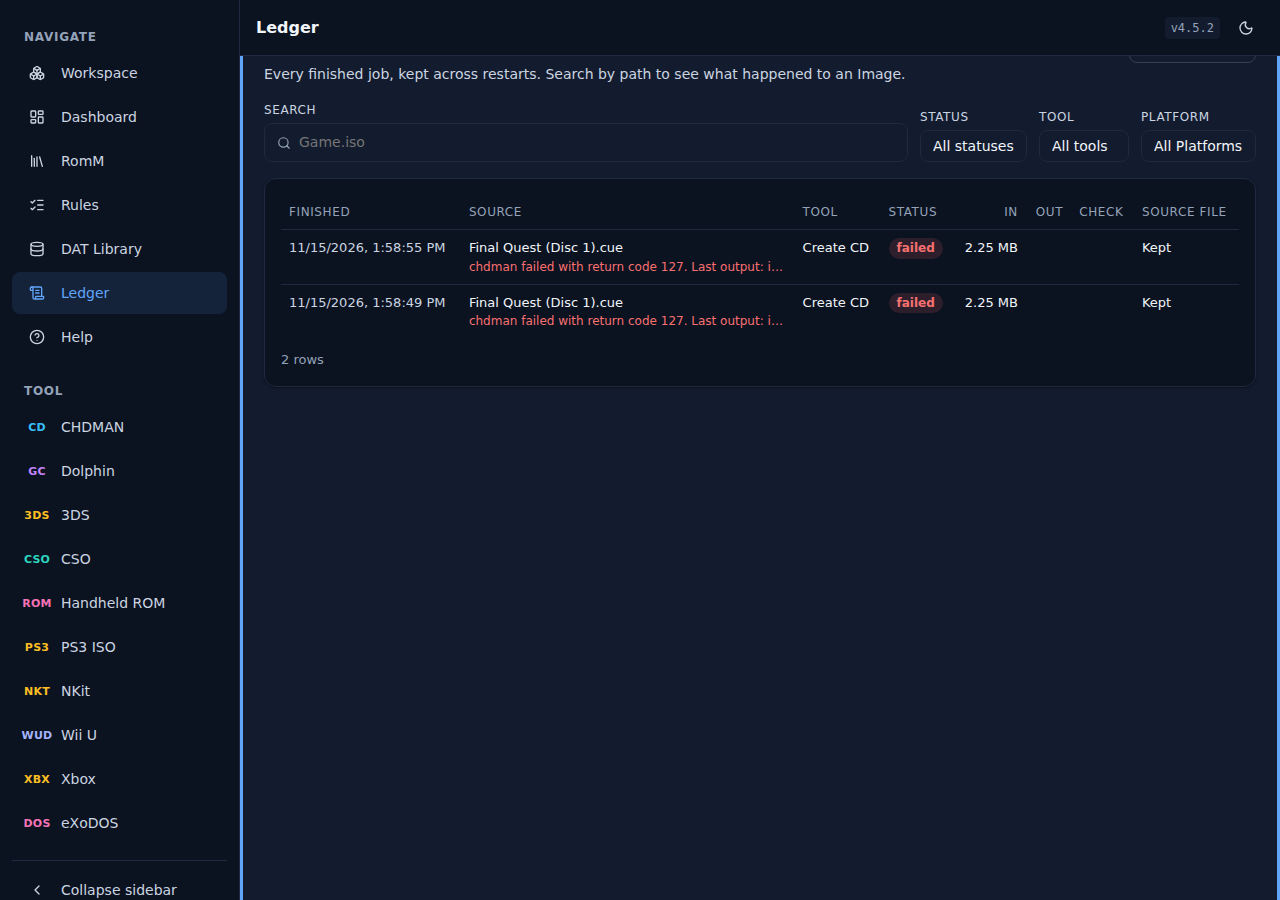 NAVIGATE
Workspace
Dashboard
RomM
Rules
DAT Library
Ledger
Help
TOOL
CD CHDMAN
GC Dolphin
3DS 3DS
CSO CSO
ROM Handheld ROM
PS3 PS3 ISO
NKT NKit
WUD Wii U
XBX Xbox
DOS eXoDOS
Collapse sidebar
Ledger
v4.5.2
Every finished job, kept across restarts. Search by path to see what happened to an Image.
SEARCH
Game.iso
STATUS
All statuses
TOOL
All tools
PLATFORM
All Platforms
FINISHED SOURCE TOOL STATUS IN OUT CHECK SOURCE FILE
11/15/2026, 1:58:55 PM Final Quest (Disc 1).cue Create CD failed 2.25 MB Kept
chdman failed with return code 127. Last output: i…
11/15/2026, 1:58:49 PM Final Quest (Disc 1).cue Create CD failed 2.25 MB Kept
chdman failed with return code 127. Last output: i…
2 rows